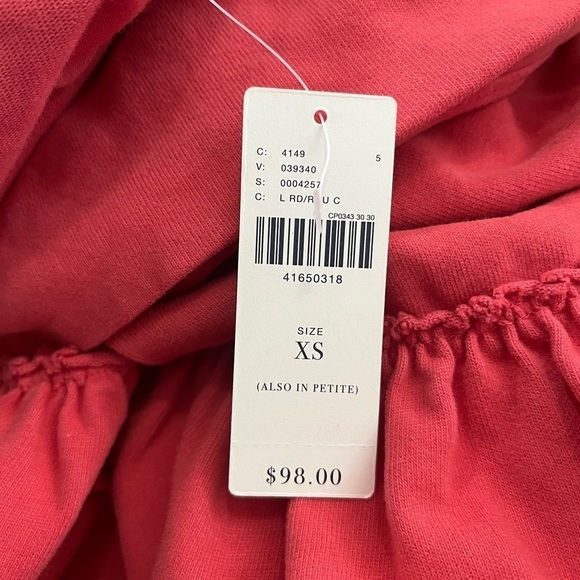 C: 4149 5
V: 039340
S: 0004257
C: L RD/R U C
CP0343 30 30
41650318
SIZE
XS
(ALSO IN PETITE)
$98.00